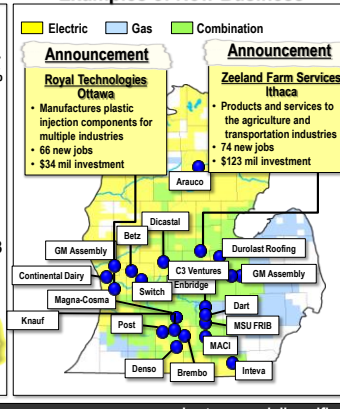 Electric Gas Combination
Announcement
Royal Technologies
Ottawa
• Manufactures plastic
injection components for
multiple industries
• 66 new jobs
• $34 mil investment
Announcement
Zeeland Farm Services
Ithaca
• Products and services to
the agriculture and
transportation industries
• 74 new jobs
• $123 mil investment
Arauco
Dicastal
Betz
GM Assembly
Durolast Roofing
Continental Dairy
C3 Ventures
GM Assembly
Switch
Enbridge
Magna-Cosma
Dart
Knauf
Post
MSU FRIB
MACI
Denso
Brembo
Inteva